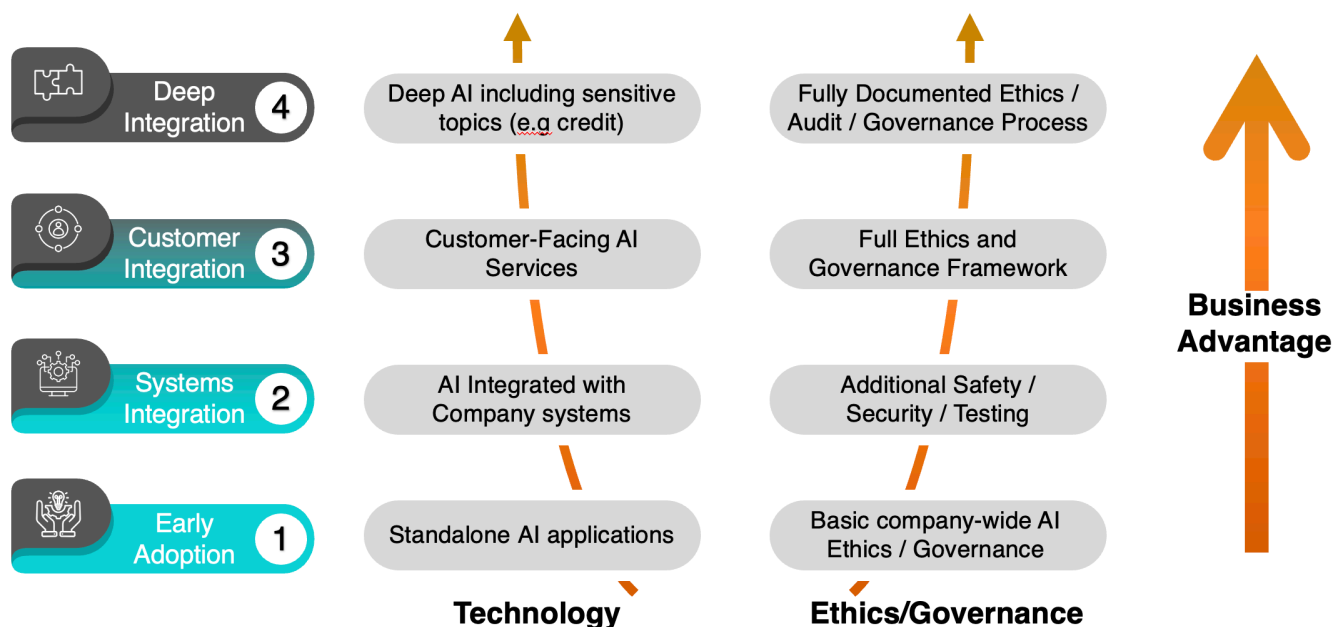 Deep
Integration
4
Deep AI including sensitive
topics (e.g credit)
Fully Documented Ethics /
Audit / Governance Process
Customer
Integration
3
Customer-Facing AI
Services
Full Ethics and
Governance Framework
Business
Advantage
Systems
Integration
2
AI Integrated with
Company systems
Additional Safety /
Security / Testing
Early
Adoption
1
Standalone AI applications
Basic company-wide AI
Ethics / Governance
Technology
Ethics/Governance